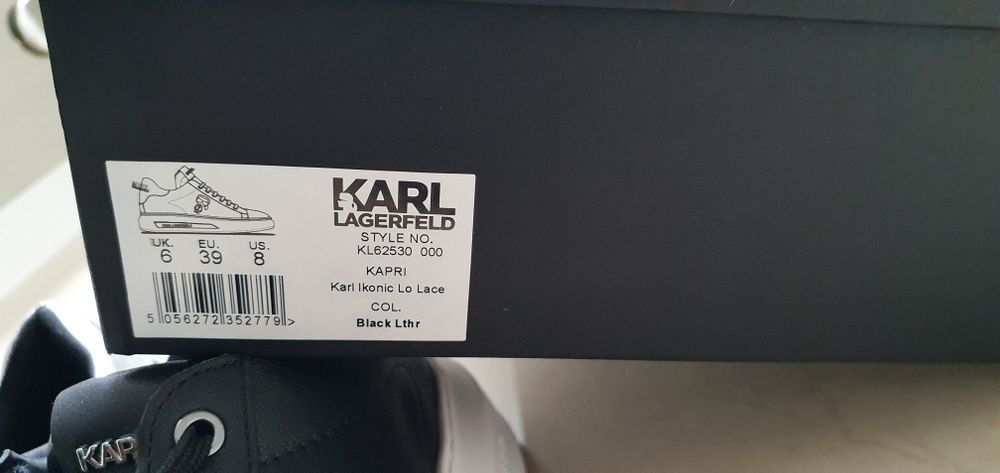 KARL
LAGERFELD
STYLE NO.
KL62530 000
KAPRI
Karl Ikonic Lo Lace
COL.
Black Lthr
UK. EU. US.
6 39 8
5 056272 352779 >
KAP